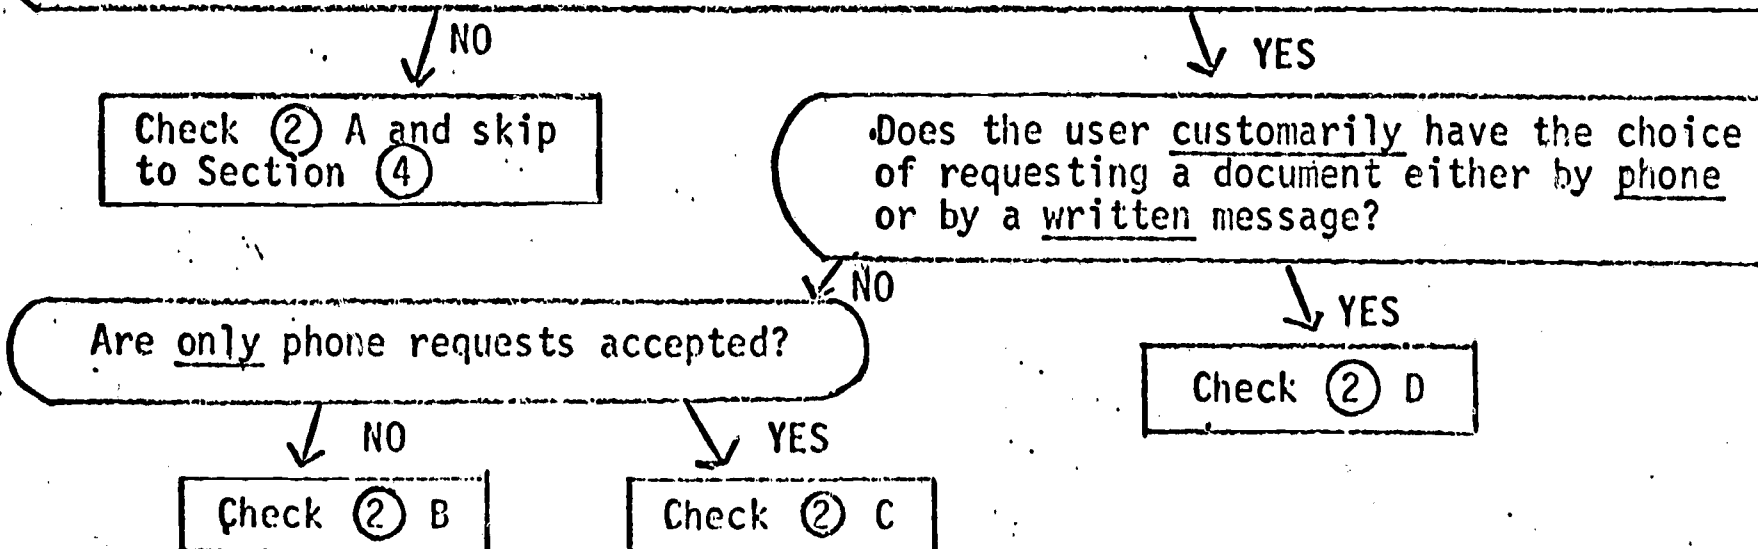 NO
YES
Check ② A and skip
to Section ④
Does the user customarily have the choice
of requesting a document either by phone
or by a written message?
NO
YES
Are only phone requests accepted?
Check ② D
NO
YES
Check ② B
Check ② C